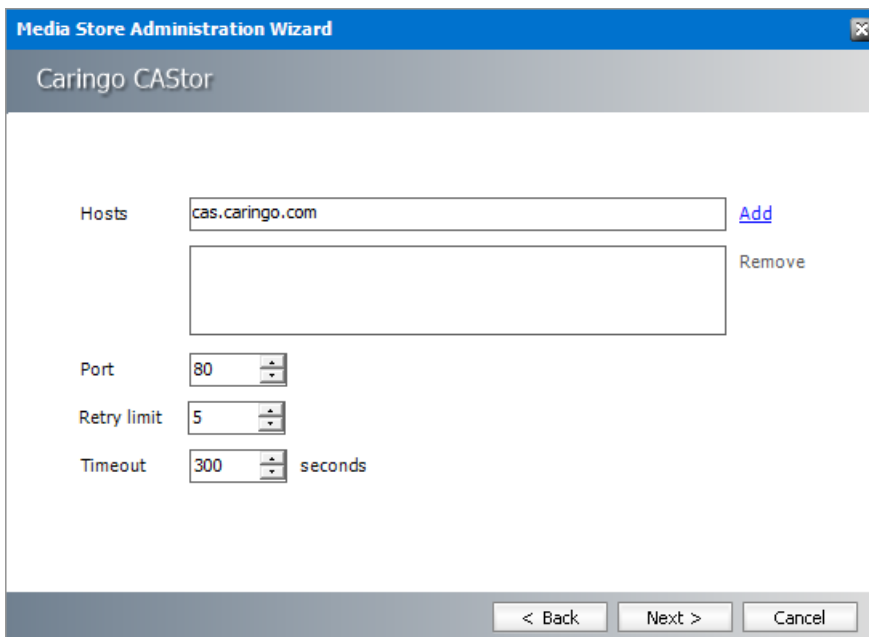 Media Store Administration Wizard
Caringo CAStor
Hosts cas.caringo.com Add
Remove
Port 80
Retry limit 5
Timeout 300 seconds
< Back Next > Cancel